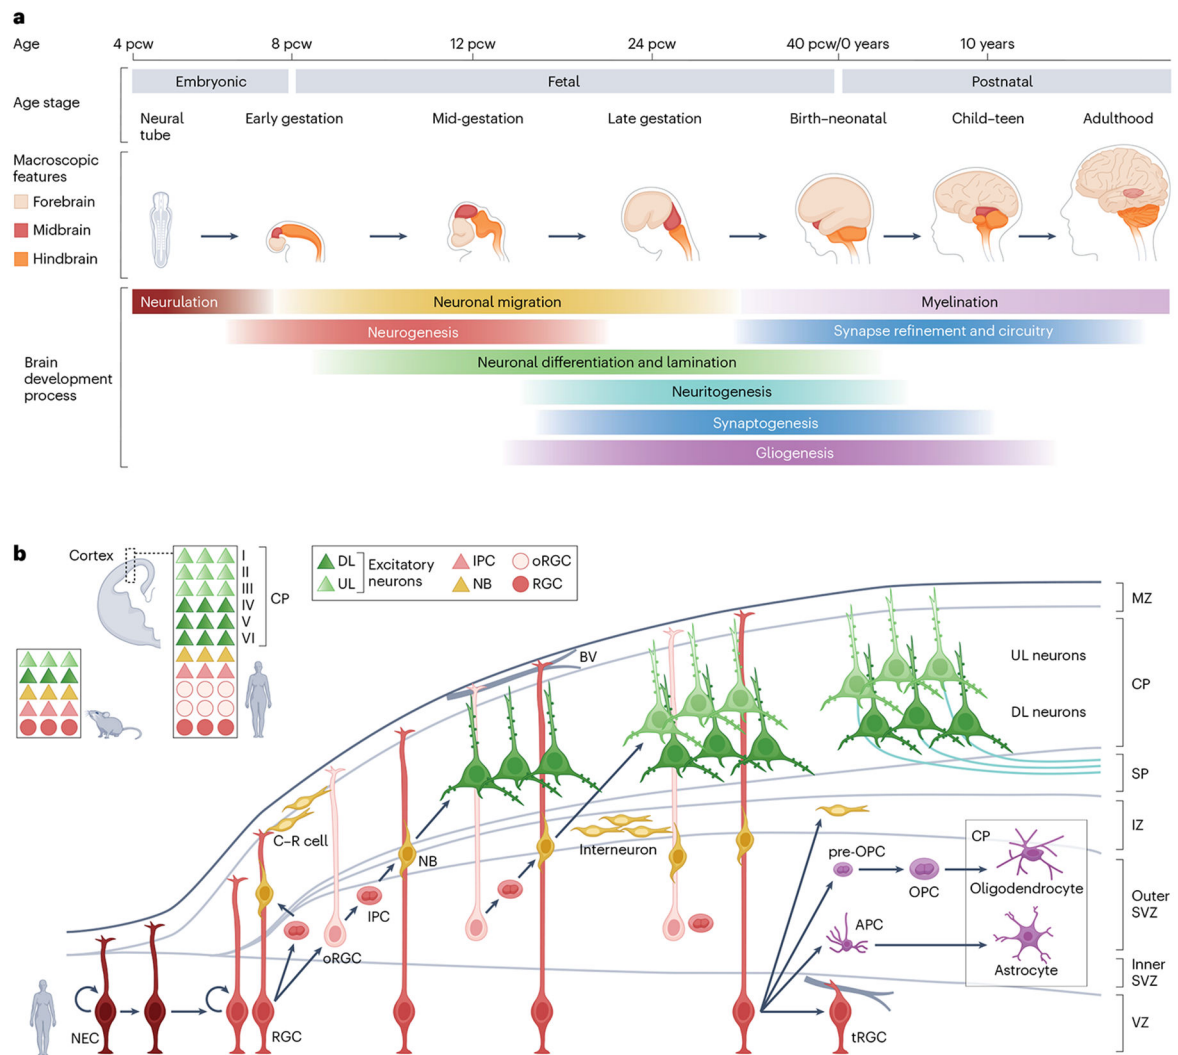 a
Age
4 pcw
8 pcw
12 pcw
24 pcw
40 pcw/0 years
10 years
Age stage
Embryonic
Fetal
Postnatal
Neural
tube
Early gestation
Mid-gestation
Late gestation
Birth–neonatal
Child–teen
Adulthood
Macroscopic
features
Forebrain
Midbrain
Hindbrain
Brain
development
process
Neurulation
Neuronal migration
Myelination
Neurogenesis
Synapse refinement and circuitry
Neuronal differentiation and lamination
Neuritogenesis
Synaptogenesis
Gliogenesis
b
Cortex
I
II
III
IV
V
VI
CP
DL
UL
Excitatory
neurons
IPC
NB
oRGC
RGC
BV
C–R cell
NB
IPC
oRGC
NEC
RGC
Interneuron
pre-OPC
OPC
APC
tRGC
CP
Oligodendrocyte
Astrocyte
UL neurons
DL neurons
MZ
CP
SP
IZ
Outer
SVZ
Inner
SVZ
VZ